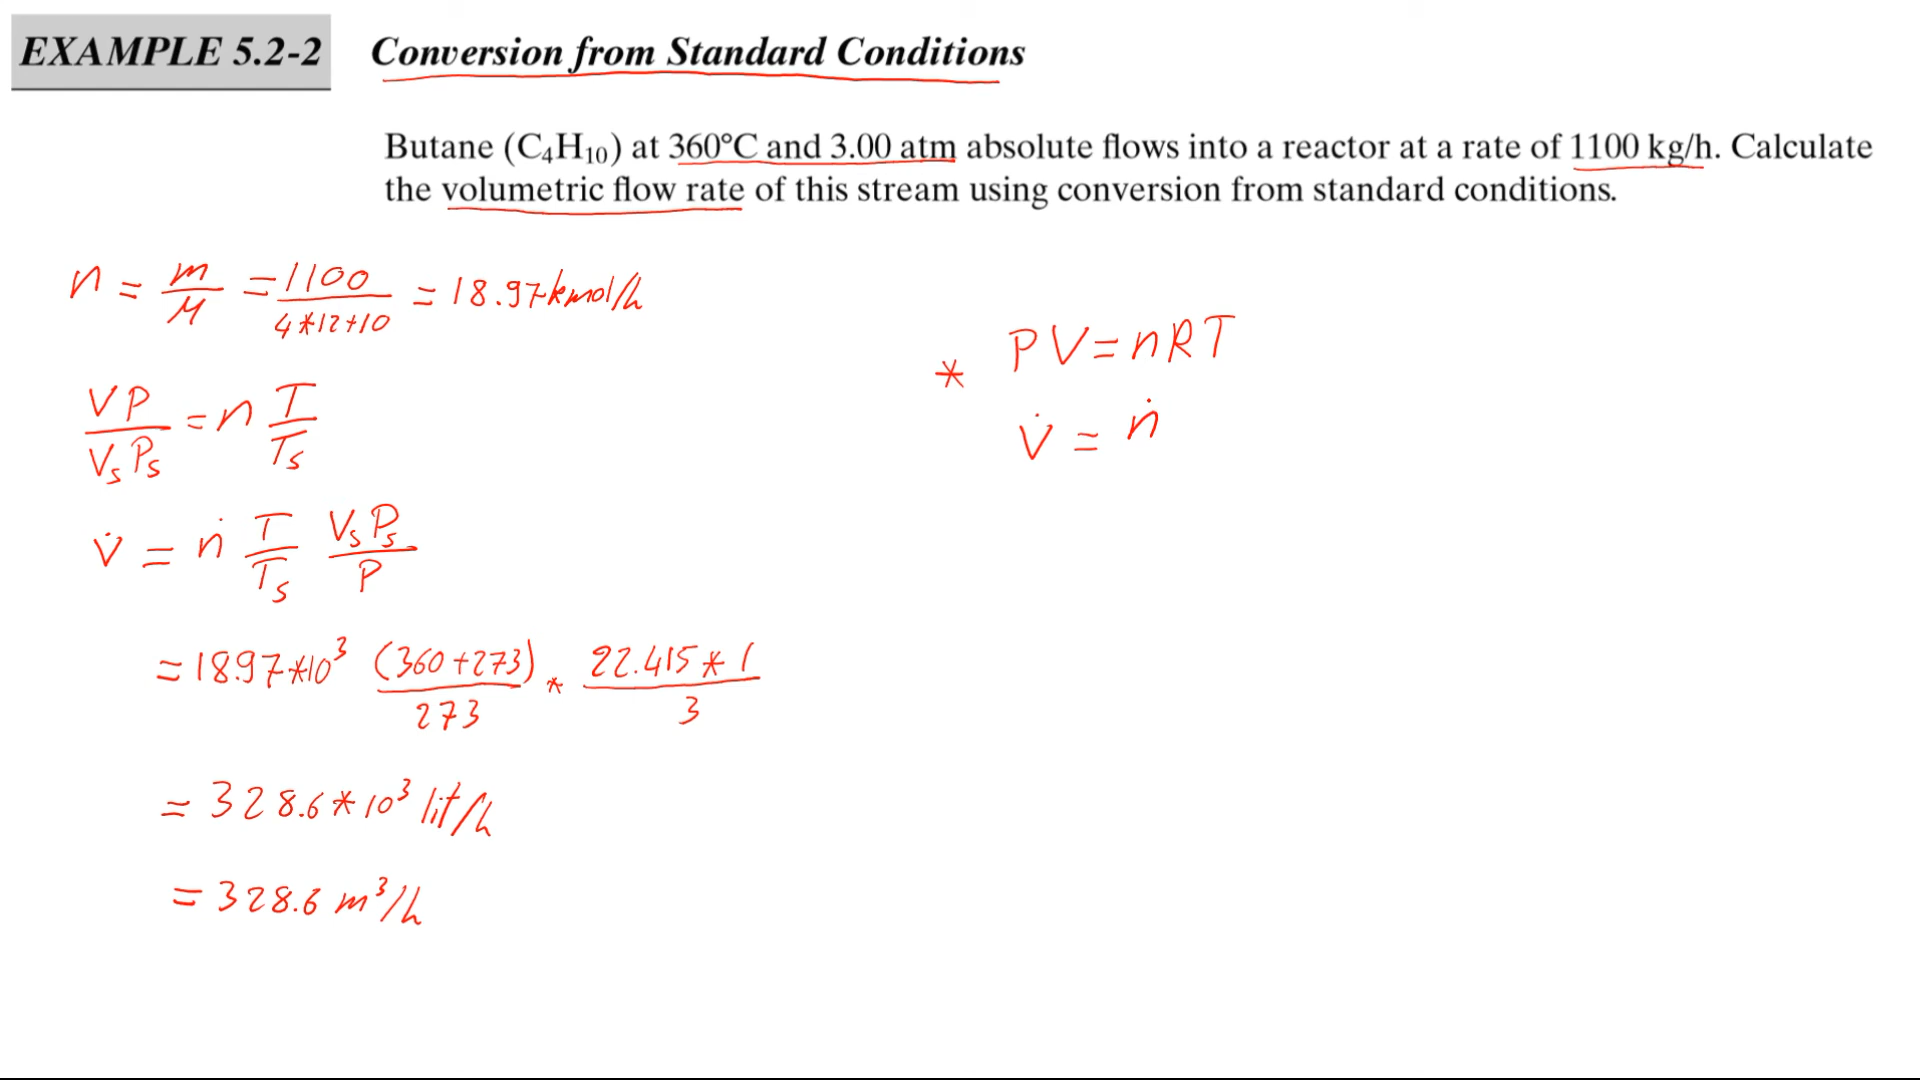 EXAMPLE 5.2-2 Conversion from Standard Conditions
Butane (C₄H₁₀) at 360°C and 3.00 atm absolute flows into a reactor at a rate of 1100 kg/h. Calculate
the volumetric flow rate of this stream using conversion from standard conditions.
n = m/M = 1100/(4*12+10) = 18.97 kmol/h
VP/(VₛPₛ) = n T/Tₛ
V̇ = ṅ T/Tₛ VₛPₛ/P
= 18.97*10³ (360+273)/273 * (22.415*1)/3
= 328.6*10³ lit/h
= 328.6 m³/h
* PV = nRT
V̇ = ṅ